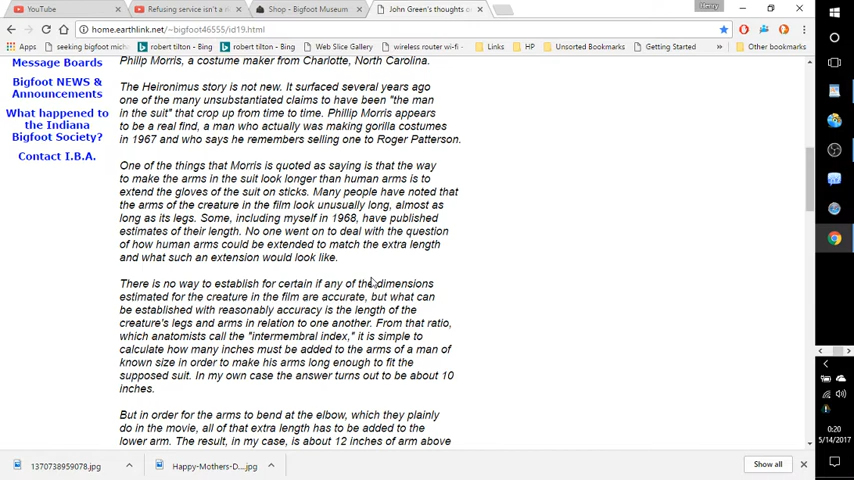 YouTube
Refusing service isn't a ri
Shop - Bigfoot Museum
John Green's thoughts o
Henry
home.earthlink.net/~bigfoot46555/id19.html
Apps
seeking bigfoot mich
robert tilton - Bing
robert tilton - Bing
Web Slice Gallery
wireless router wi-fi -
Links
HP
Unsorted Bookmarks
Getting Started
Other bookmarks
Message Boards
Bigfoot NEWS &
Announcements
What happened to
the Indiana
Bigfoot Society?
Contact I.B.A.
Philip Morris, a costume maker from Charlotte, North Carolina.
The Heironimus story is not new. It surfaced several years ago
one of the many unsubstantiated claims to have been "the man
in the suit" that crop up from time to time. Phillip Morris appears
to be a real find, a man who actually was making gorilla costumes
in 1967 and who says he remembers selling one to Roger Patterson.
One of the things that Morris is quoted as saying is that the way
to make the arms in the suit look longer than human arms is to
extend the gloves of the suit on sticks. Many people have noted that
the arms of the creature in the film look unusually long, almost as
long as its legs. Some, including myself in 1968, have published
estimates of their length. No one went on to deal with the question
of how human arms could be extended to match the extra length
and what such an extension would look like.
There is no way to establish for certain if any of the dimensions
estimated for the creature in the film are accurate, but what can
be established with reasonably accuracy is the length of the
creature's legs and arms in relation to one another. From that ratio,
which anatomists call the "intermembral index," it is simple to
calculate how many inches must be added to the arms of a man of
known size in order to make his arms long enough to fit the
supposed suit. In my own case the answer turns out to be about 10
inches.
But in order for the arms to bend at the elbow, which they plainly
do in the movie, all of that extra length has to be added to the
lower arm. The result, in my case, is about 12 inches of arm above
1370738959078.jpg
Happy-Mothers-D....jpg
Show all
0:20
5/14/2017